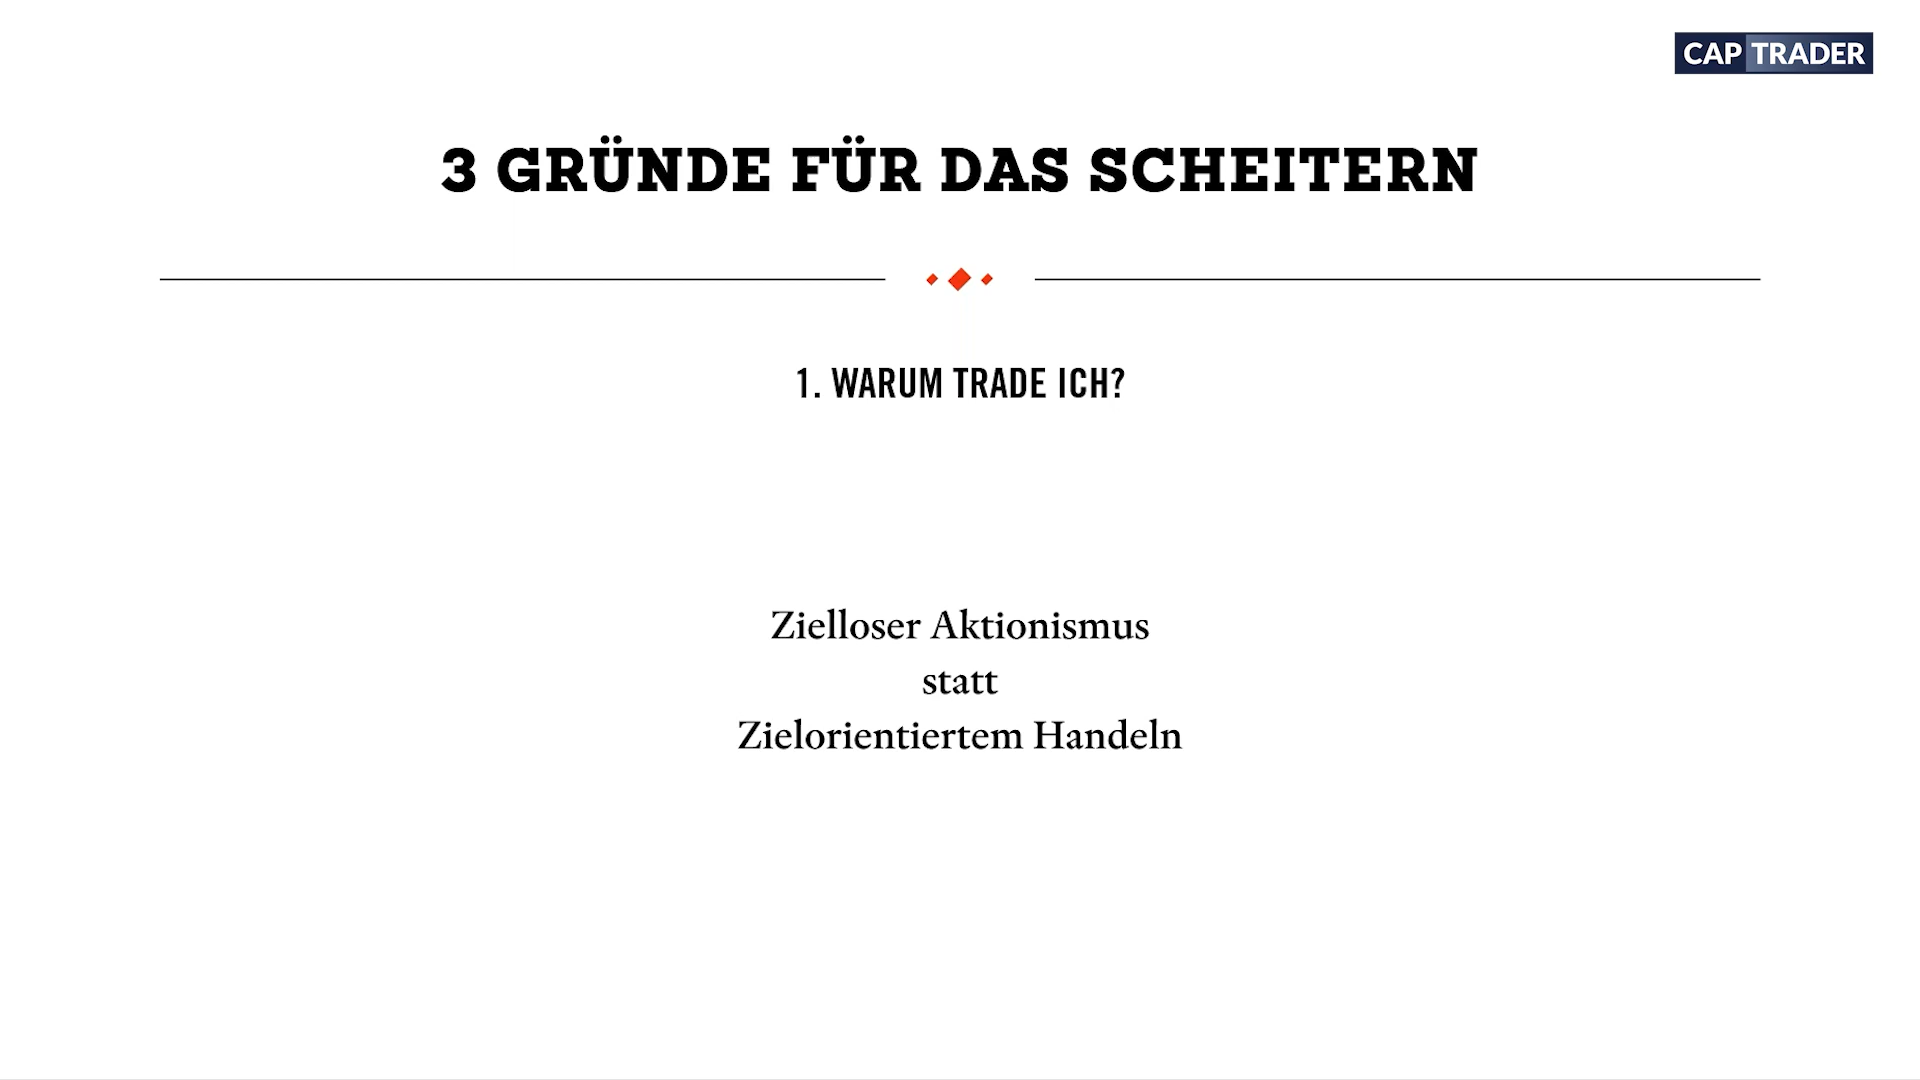 CAP TRADER
3 GRÜNDE FÜR DAS SCHEITERN
1. WARUM TRADE ICH?
Zielloser Aktionismus
statt
Zielorientiertem Handeln